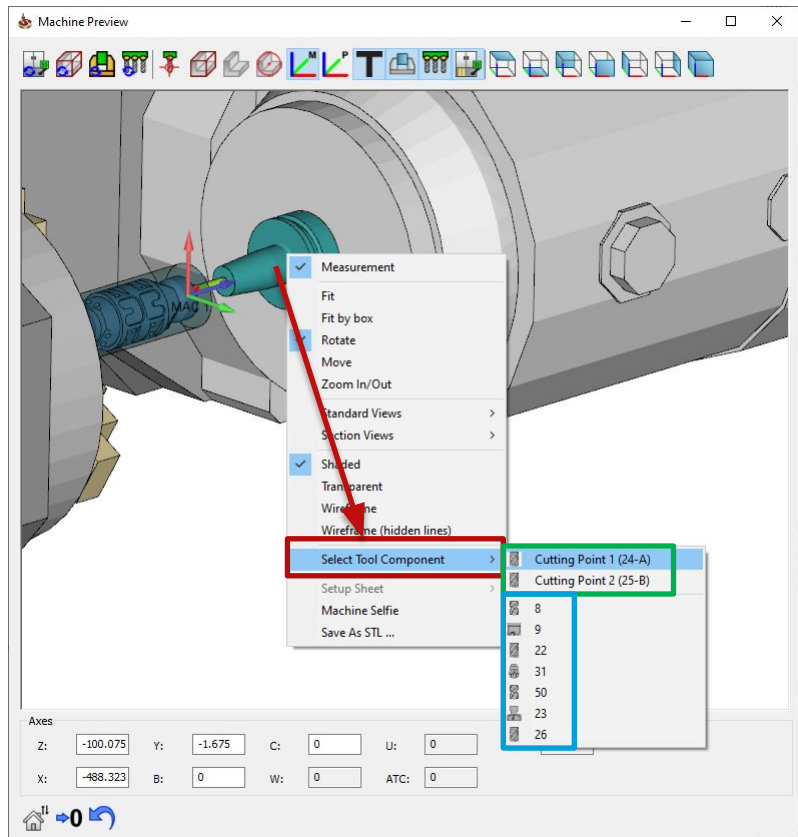 Machine Preview
M
P
T
MAC 1
Measurement
Fit
Fit by box
Rotate
Move
Zoom In/Out
Standard Views
Section Views
Shaded
Transparent
Wireframe
Wireframe (hidden lines)
Select Tool Component
Setup Sheet
Machine Selfie
Save As STL ...
Cutting Point 1 (24-A)
Cutting Point 2 (25-B)
8
9
22
31
50
23
26
Axes
Z: -100.075 Y: -1.675 C: 0 U: 0
X: -488.323 B: 0 W: 0 ATC: 0
0